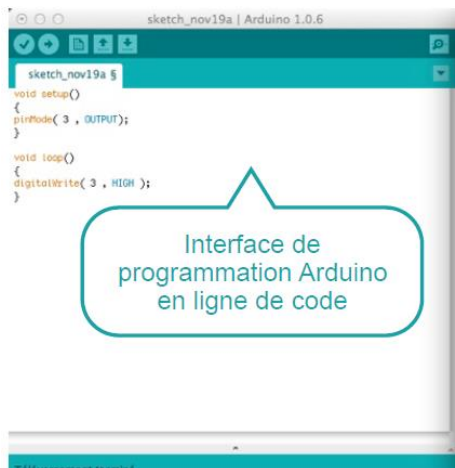 sketch_nov19a | Arduino 1.0.6
sketch_nov19a §
void setup()
{
pinMode( 3 , OUTPUT);
}
void loop()
{
digitalWrite( 3 , HIGH );
}
Interface de
programmation Arduino
en ligne de code